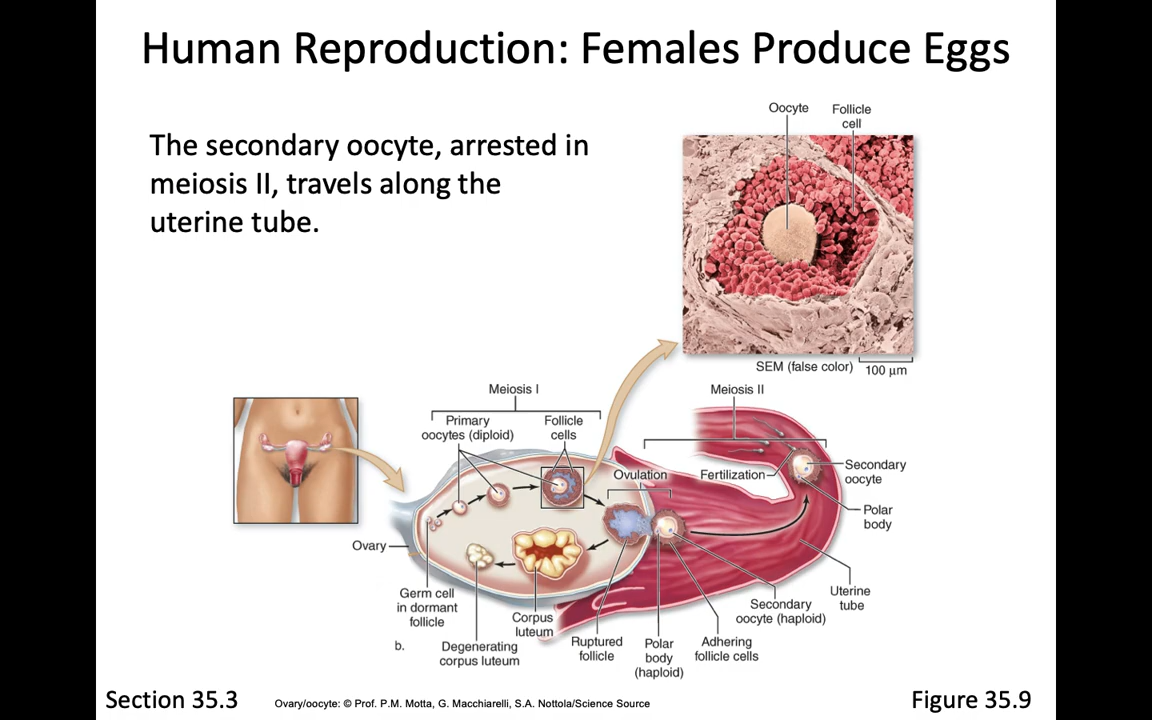 Human Reproduction: Females Produce Eggs
The secondary oocyte, arrested in
meiosis II, travels along the
uterine tube.
Oocyte
Follicle
cell
SEM (false color)
100 µm
Meiosis I
Primary
oocytes (diploid)
Follicle
cells
Meiosis II
Ovulation
Fertilization
Secondary
oocyte
Polar
body
Ovary
Germ cell
in dormant
follicle
Uterine
tube
Secondary
oocyte (haploid)
Corpus
luteum
b.
Degenerating
corpus luteum
Ruptured
follicle
Polar
body
(haploid)
Adhering
follicle cells
Section 35.3
Ovary/oocyte: © Prof. P.M. Motta, G. Macchiarelli, S.A. Nottola/Science Source
Figure 35.9